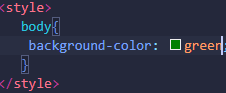 <style>
body{
background-color: green;
}
</style>